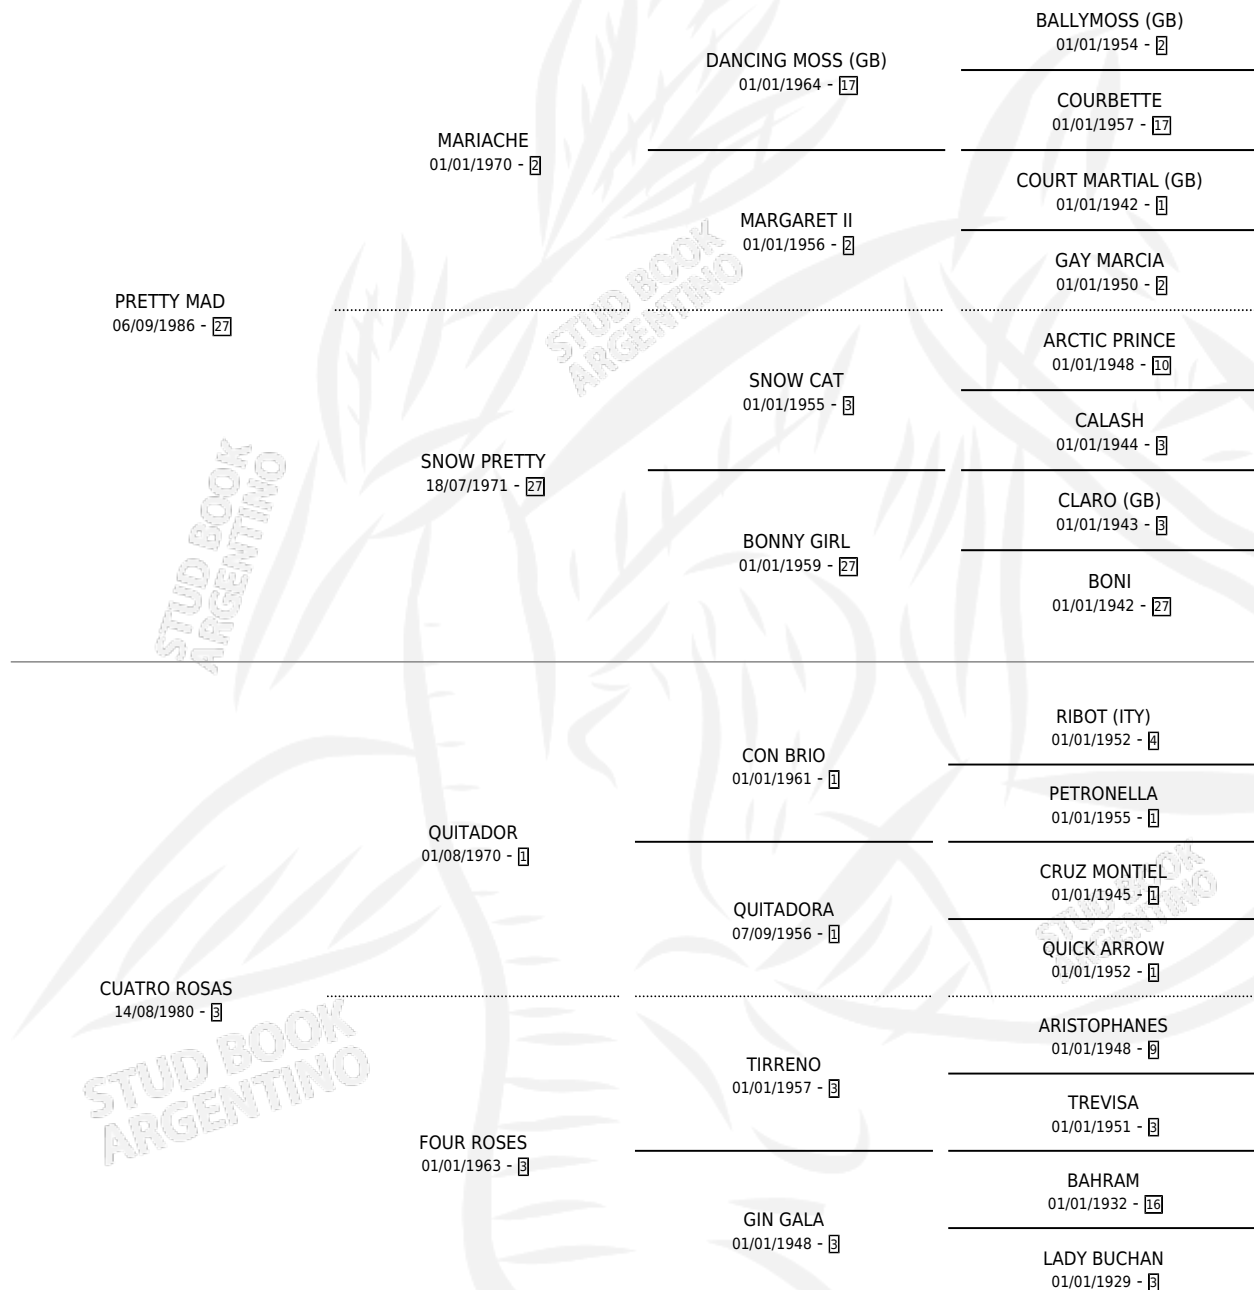 BALLYMOSS (GB)
01/01/1954 - 2
DANCING MOSS (GB)
01/01/1964 - 17
COURBETTE
01/01/1957 - 17
MARIACHE
01/01/1970 - 2
COURT MARTIAL (GB)
01/01/1942 - 1
MARGARET II
01/01/1956 - 2
GAY MARCIA
01/01/1950 - 2
PRETTY MAD
06/09/1986 - 27
STUD BOOK
ARGENTINO
ARCTIC PRINCE
01/01/1948 - 10
SNOW CAT
01/01/1955 - 3
CALASH
01/01/1944 - 3
SNOW PRETTY
18/07/1971 - 27
CLARO (GB)
01/01/1943 - 3
BONNY GIRL
01/01/1959 - 27
BONI
01/01/1942 - 27
STUD BOOK
ARGENTINO
RIBOT (ITY)
01/01/1952 - 4
CON BRIO
01/01/1961 - 1
PETRONELLA
01/01/1955 - 1
QUITADOR
01/08/1970 - 1
CRUZ MONTIEL
01/01/1945 - 1
STUD BOOK
ARGENTINO
QUITADORA
07/09/1956 - 1
QUICK ARROW
01/01/1952 - 1
CUATRO ROSAS
14/08/1980 - 3
STUD BOOK
ARGENTINO
ARISTOPHANES
01/01/1948 - 9
TIRRENO
01/01/1957 - 3
TREVISA
01/01/1951 - 3
FOUR ROSES
01/01/1963 - 3
BAHRAM
01/01/1932 - 16
GIN GALA
01/01/1948 - 3
LADY BUCHAN
01/01/1929 - 3